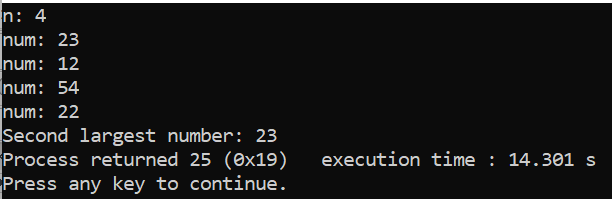 n: 4
num: 23
num: 12
num: 54
num: 22
Second largest number: 23
Process returned 25 (0x19)   execution time : 14.301 s
Press any key to continue.